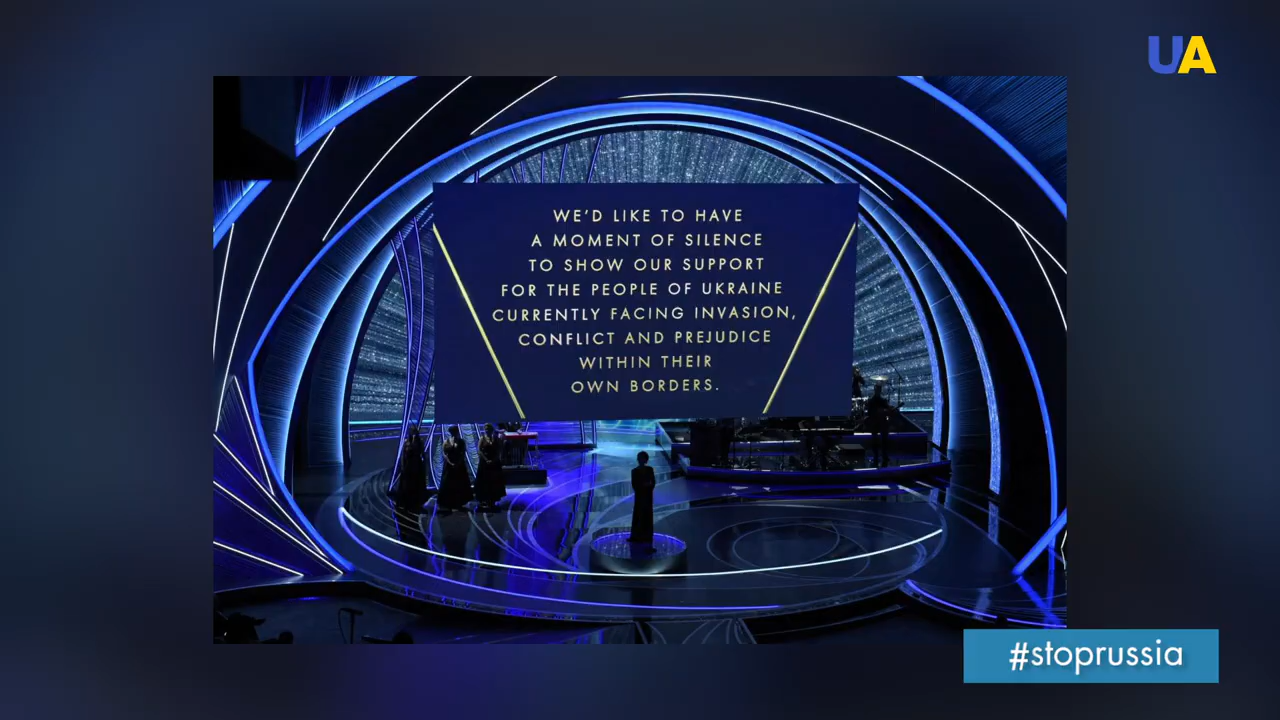 UA
WE'D LIKE TO HAVE
A MOMENT OF SILENCE
TO SHOW OUR SUPPORT
FOR THE PEOPLE OF UKRAINE
CURRENTLY FACING INVASION,
CONFLICT AND PREJUDICE
WITHIN THEIR
OWN BORDERS.
#stoprussia